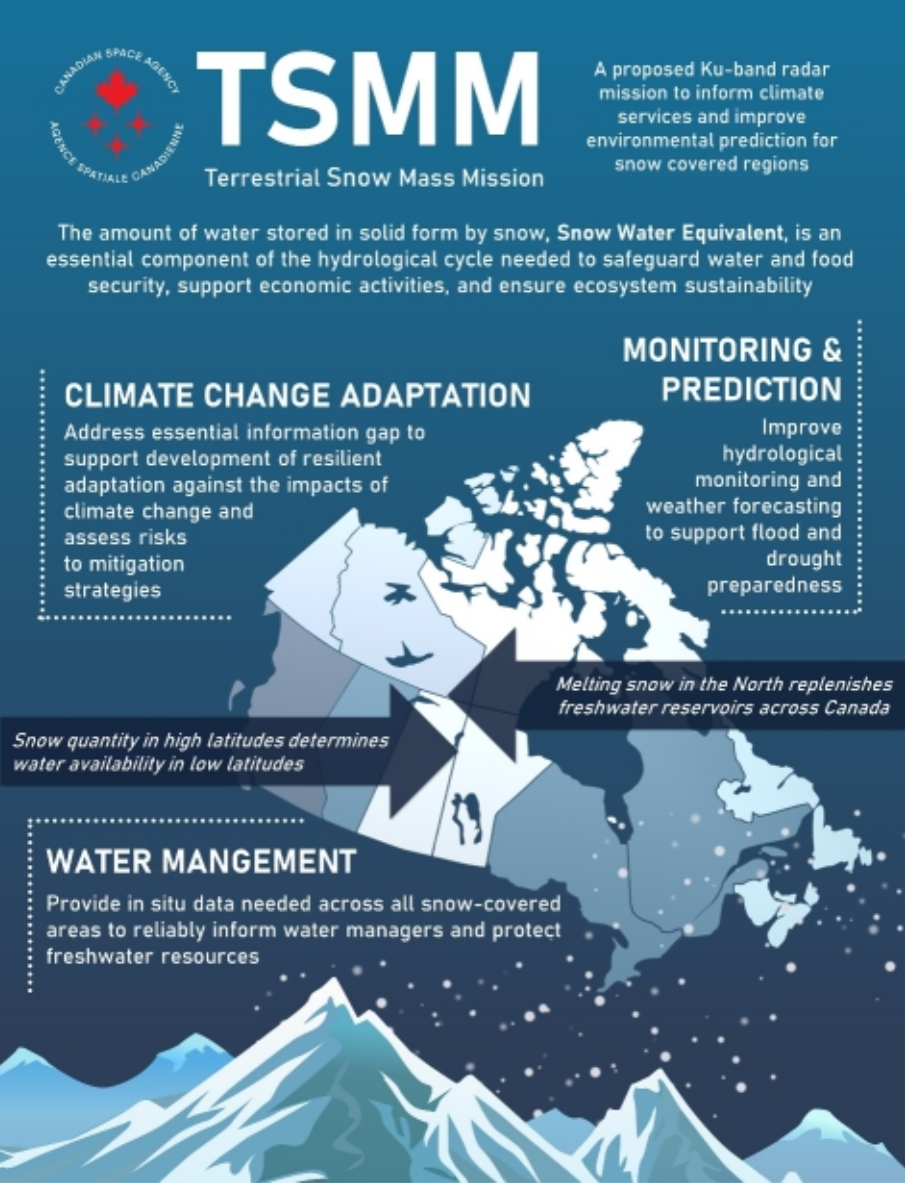 CANADIAN SPACE AGENCY
AGENCE SPATIALE CANADIENNE
TSMM
Terrestrial Snow Mass Mission
A proposed Ku-band radar
mission to inform climate
services and improve
environmental prediction for
snow covered regions
The amount of water stored in solid form by snow, Snow Water Equivalent, is an
essential component of the hydrological cycle needed to safeguard water and food
security, support economic activities, and ensure ecosystem sustainability
MONITORING &
PREDICTION
Improve
hydrological
monitoring and
weather forecasting
to support flood and
drought
preparedness
CLIMATE CHANGE ADAPTATION
Address essential information gap to
support development of resilient
adaptation against the impacts of
climate change and
assess risks
to mitigation
strategies
Melting snow in the North replenishes
freshwater reservoirs across Canada
Snow quantity in high latitudes determines
water availability in low latitudes
WATER MANGEMENT
Provide in situ data needed across all snow-covered
areas to reliably inform water managers and protect
freshwater resources